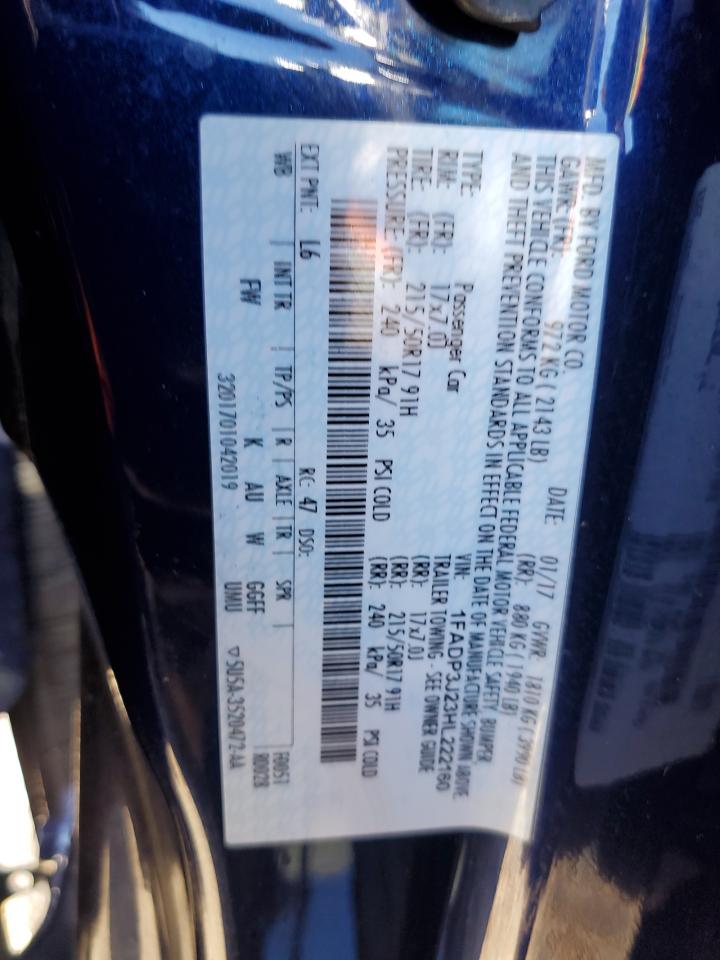 MFD. BY FORD MOTOR CO. DATE 01/17 GVWR: 1810 KG (3990 LB)
GAWR: (FR): 972 KG (2143 LB) (RR): 880 KG (1940 LB)
THIS VEHICLE CONFORMS TO ALL APPLICABLE FEDERAL MOTOR VEHICLE SAFETY, BUMPER
AND THEFT PREVENTION STANDARDS IN EFFECT ON THE DATE OF MANUFACTURE SHOWN ABOVE
VIN: 1FADP3J23HL222060
TYPE: Passenger Car TRAILER TOWING - SEE OWNER GUIDE
RIM: (FR): 17x7.0J (RR): 17x7.0J
TIRE: (FR): 215/50R17 91H (RR): 215/50R17 91H
PRESSURE: (FR): 240 kPa/ 35 PSI COLD (RR): 240 kPa/ 35 PSI COLD
EXT PNT: L6 RC: 47 DSO:
WB | INT TR | TP/PS | R | AXLE | TR | SPR F0051
FW K AU W GGFF R0028
3201701042019 UMU ▽5U5A-3520472-AA